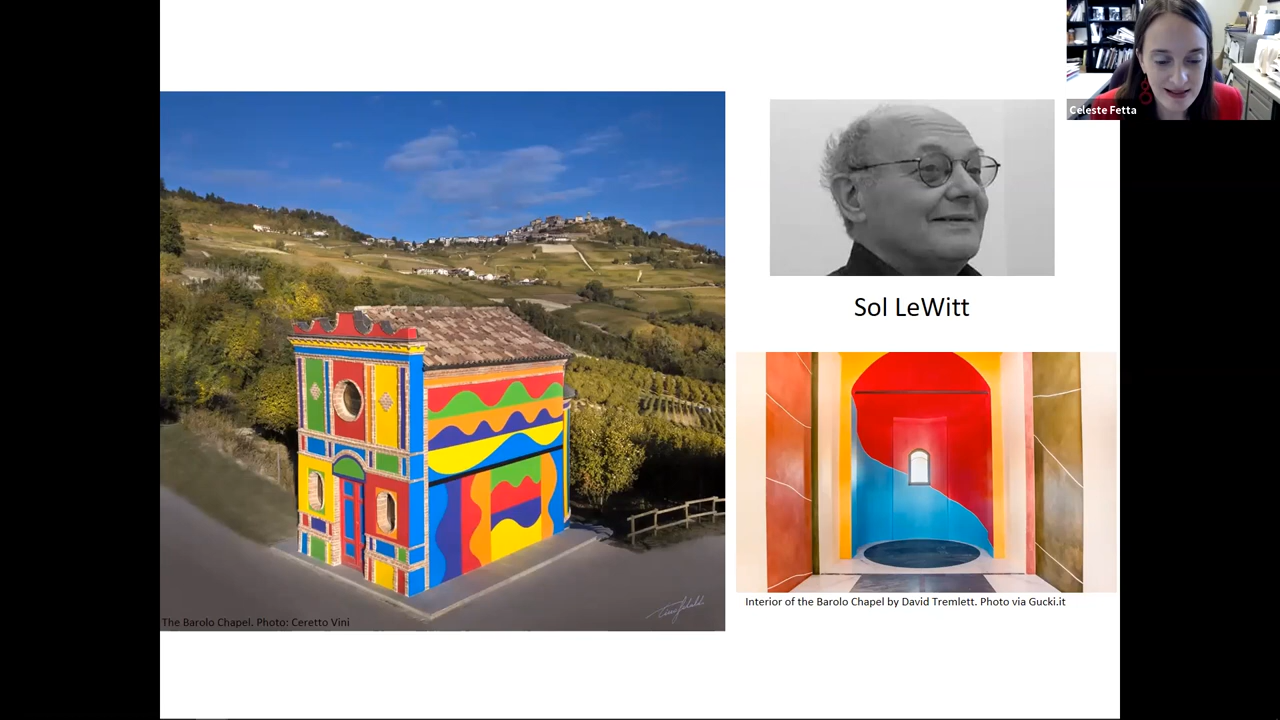 Celeste Fetta
Sol LeWitt
The Barolo Chapel. Photo: Ceretto Vini
Interior of the Barolo Chapel by David Tremlett. Photo via Gucki.it